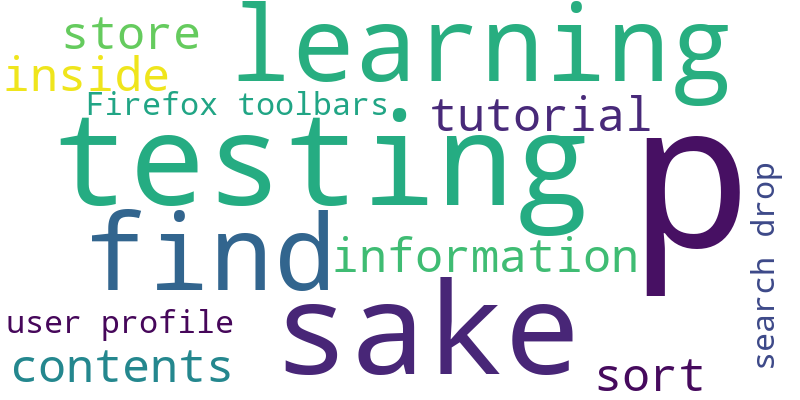 store
learning
inside
Firefox toolbars
tutorial
testing
p
search drop
find
information
user profile
sake
contents
sort